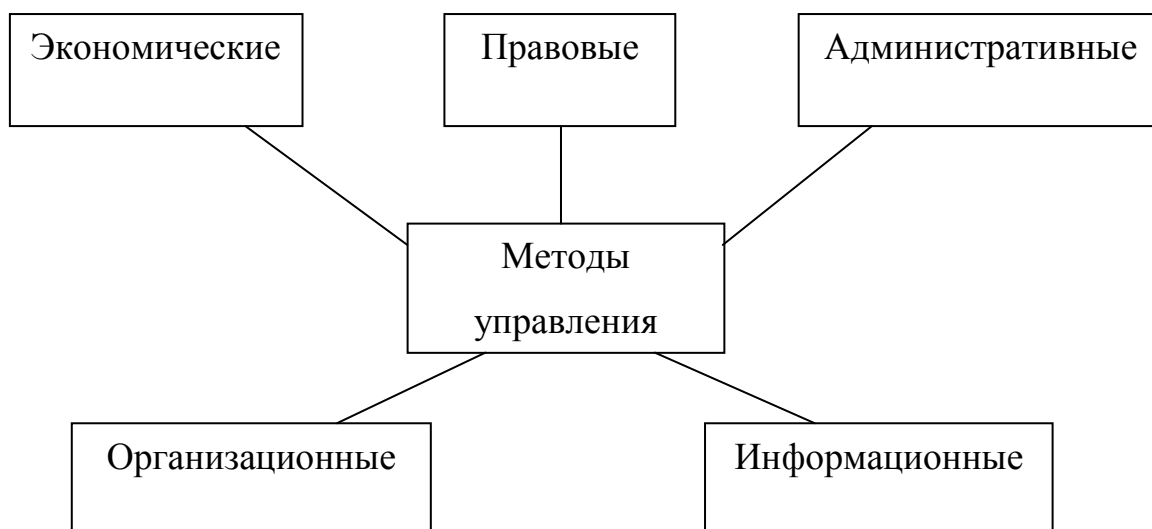 Экономические
Правовые
Административные
Методы
управления
Организационные
Информационные